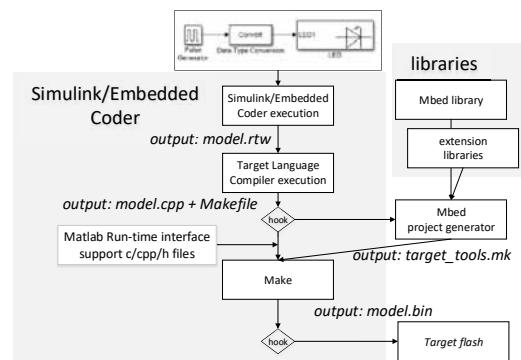 Pulse
Generator
Convert
Data Type Conversion
LED1
LED
libraries
Simulink/Embedded
Coder
Mbed library
Simulink/Embedded
Coder execution
output: model.rtw
extension
libraries
Target Language
Compiler execution
output: model.cpp + Makefile
hook
Mbed
project generator
Matlab Run-time interface
support c/cpp/h files
output: target_tools.mk
Make
output: model.bin
hook
Target flash